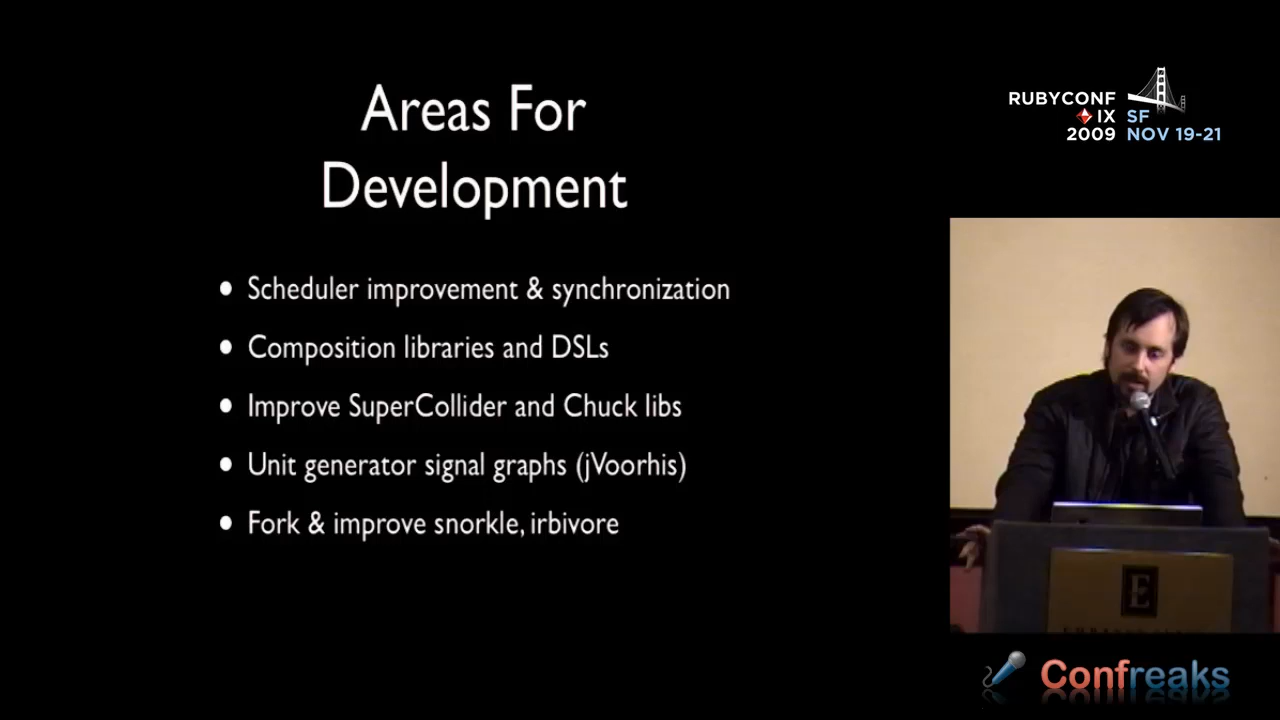 Areas For
Development
• Scheduler improvement & synchronization
• Composition libraries and DSLs
• Improve SuperCollider and Chuck libs
• Unit generator signal graphs (jVoorhis)
• Fork & improve snorkle, irbivore
RUBYCONF
IX SF
2009 NOV 19-21
E
Confreaks